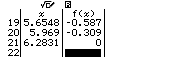 √▱ R
x f(x)
19 5.6548 -0.587
20 5.969 -0.309
21 6.2831 0
22